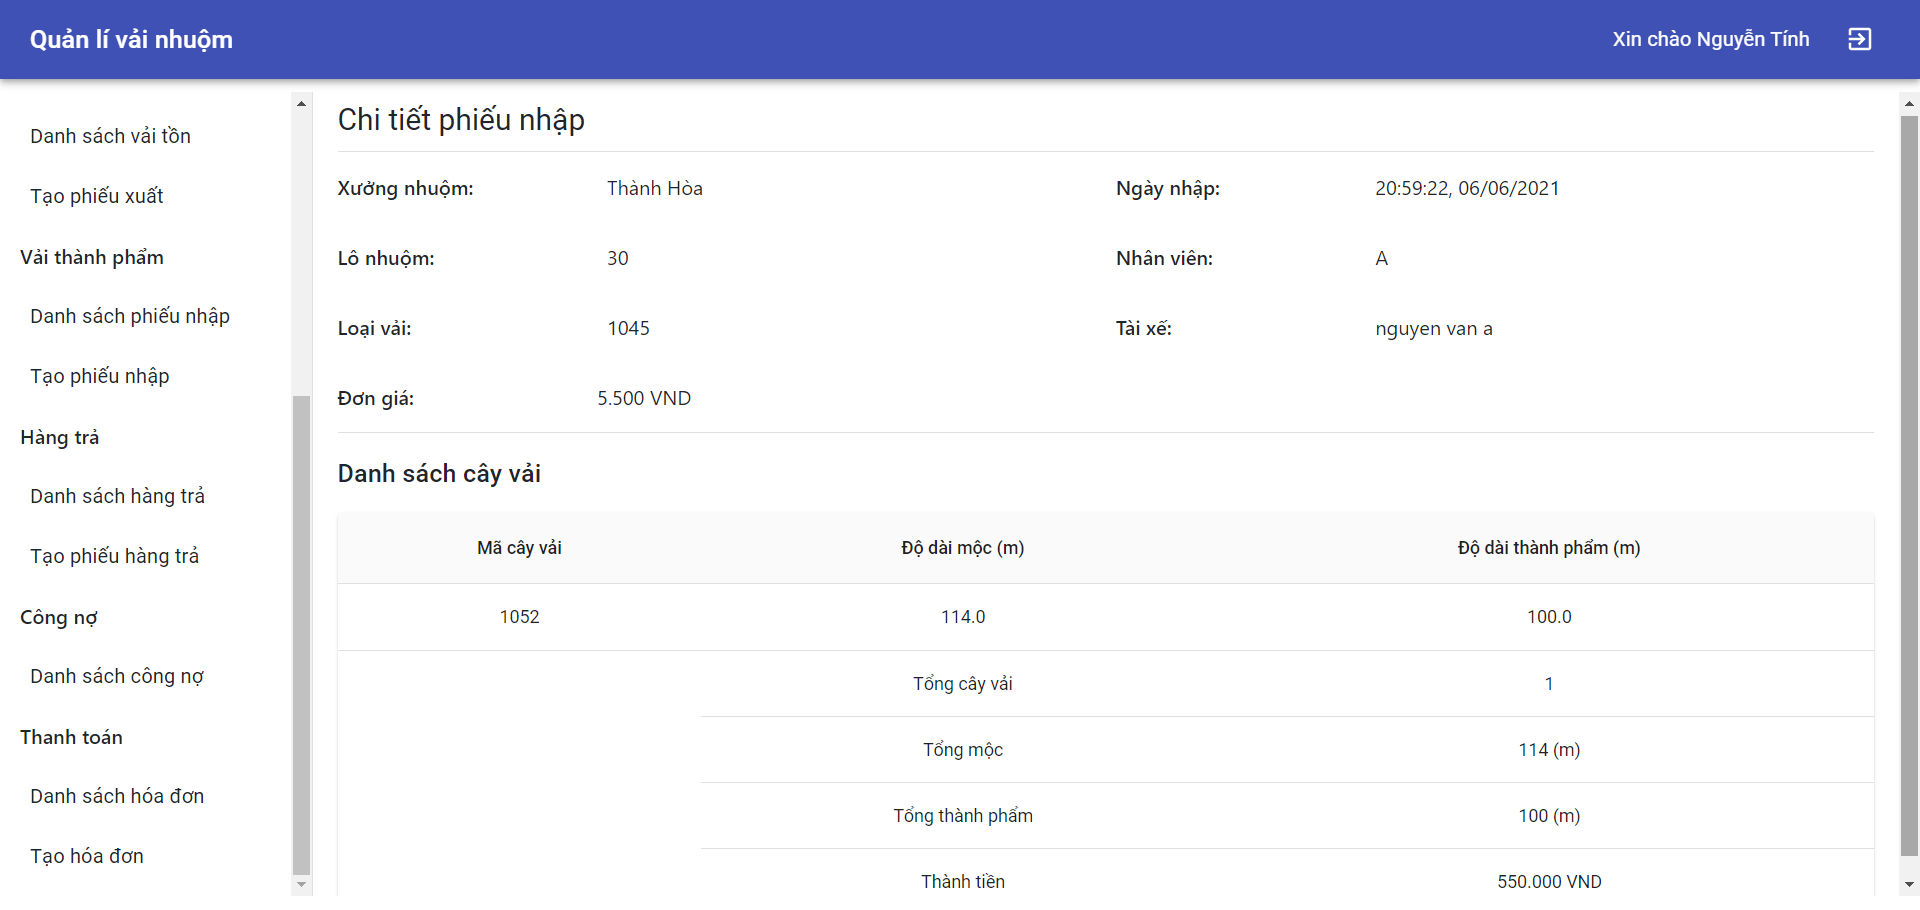 Quản lí vải nhuộm
Xin chào Nguyễn Tính
Danh sách vải tồn
Tạo phiếu xuất
Vải thành phẩm
Danh sách phiếu nhập
Tạo phiếu nhập
Hàng trả
Danh sách hàng trả
Tạo phiếu hàng trả
Công nợ
Danh sách công nợ
Thanh toán
Danh sách hóa đơn
Tạo hóa đơn
Chi tiết phiếu nhập
Xưởng nhuộm: Thành Hòa Ngày nhập: 20:59:22, 06/06/2021
Lô nhuộm: 30 Nhân viên: A
Loại vải: 1045 Tài xế: nguyen van a
Đơn giá: 5.500 VND
Danh sách cây vải
Mã cây vải Độ dài mộc (m) Độ dài thành phẩm (m)
1052 114.0 100.0
Tổng cây vải 1
Tổng mộc 114 (m)
Tổng thành phẩm 100 (m)
Thành tiền 550.000 VND